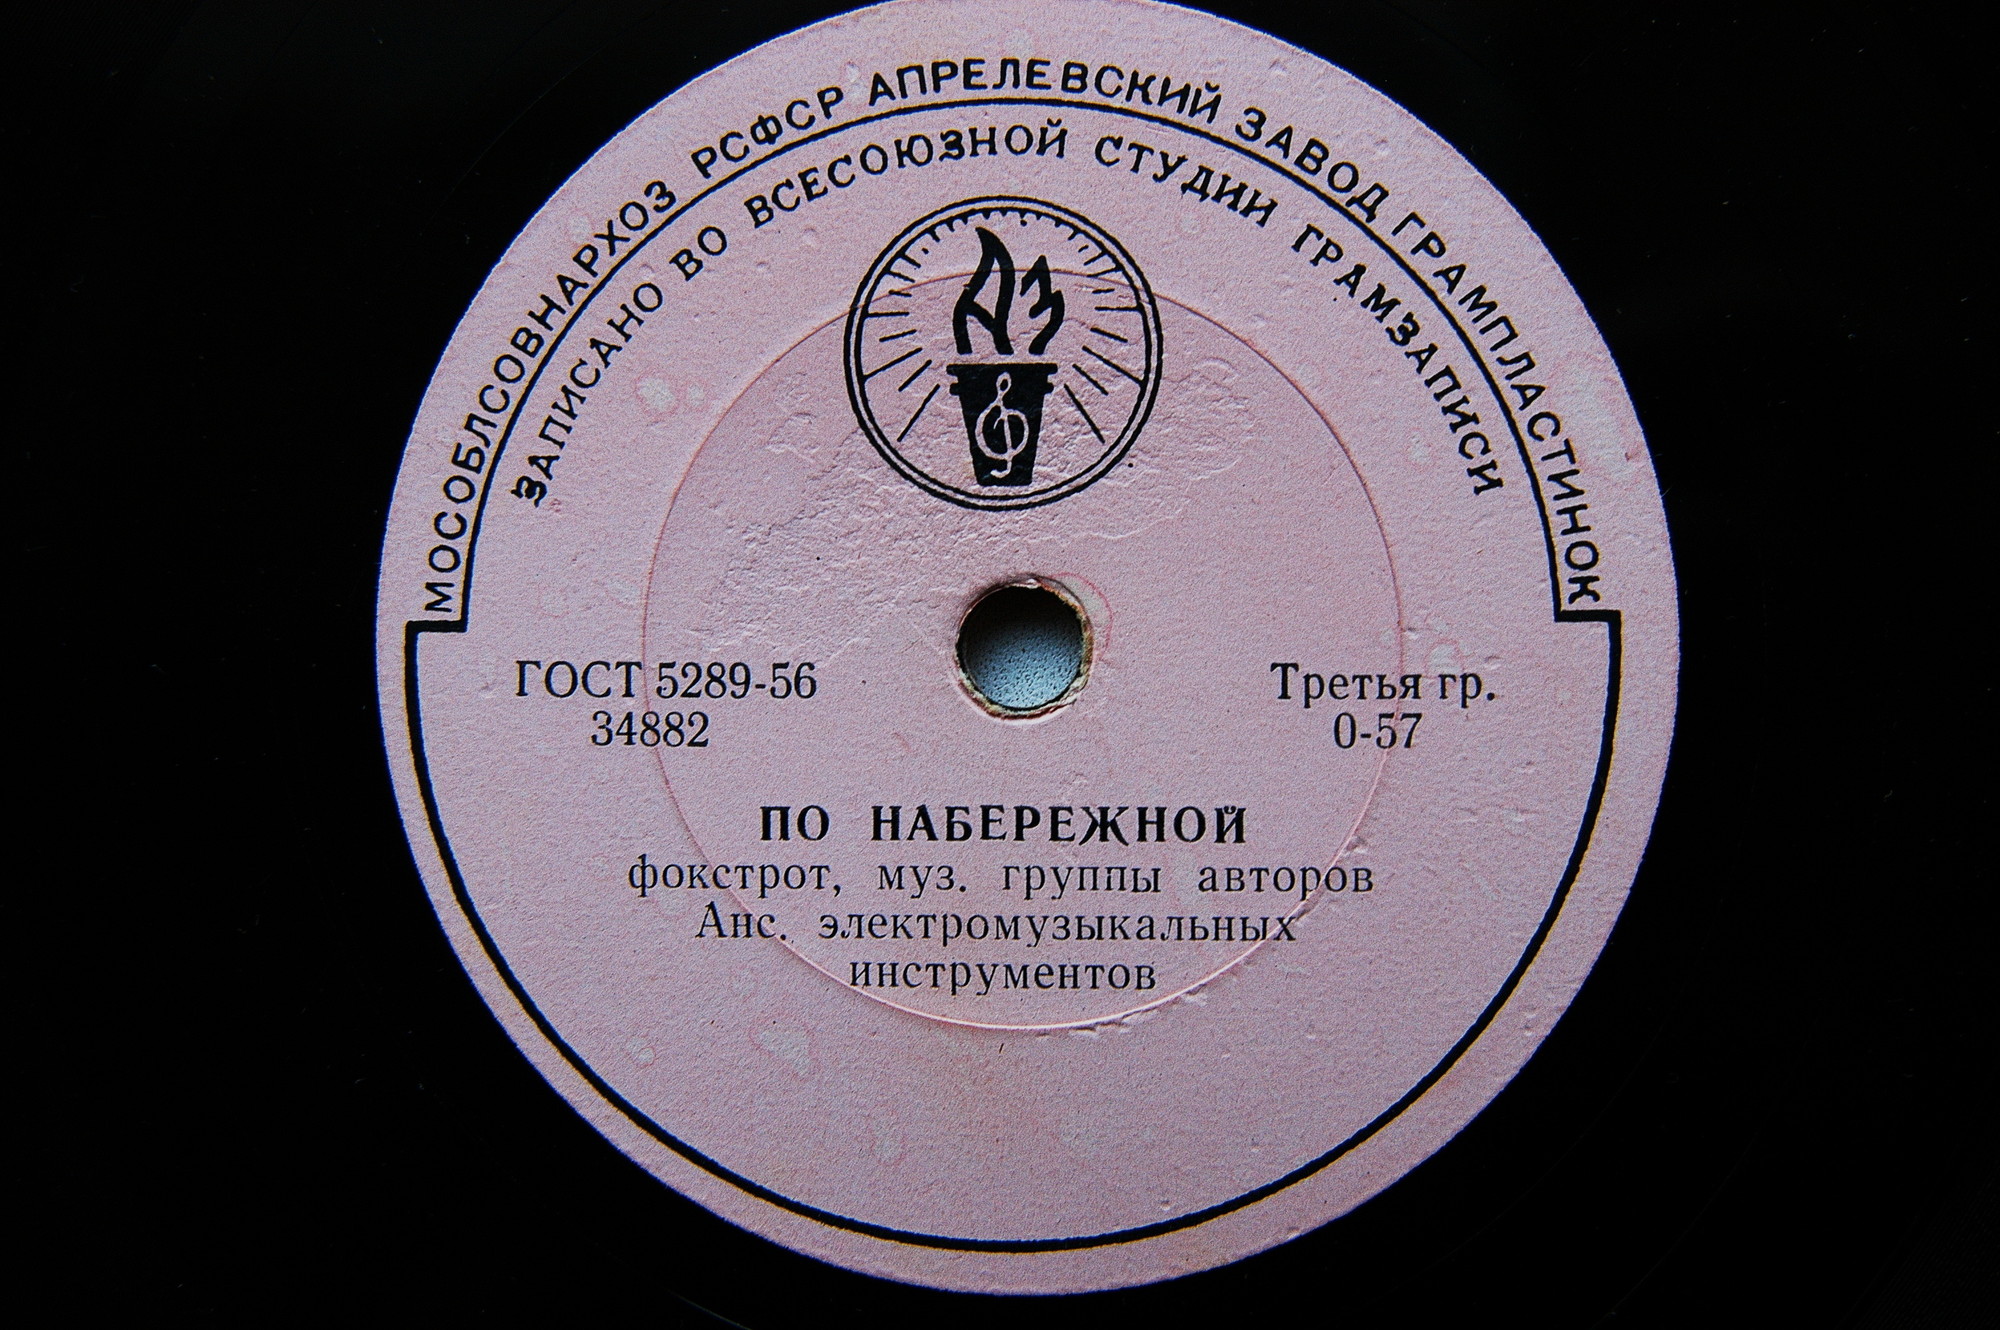 МОСОБЛСОВНАРХОЗ РСФСР АПРЕЛЕВСКИЙ ЗАВОД ГРАМПЛАСТИНОК
ЗАПИСАНО ВО ВСЕСОЮЗНОЙ СТУДИИ ГРАМЗАПИСИ
АЗ
ГОСТ 5289-56
34882
Третья гр.
0-57
ПО НАБЕРЕЖНОЙ
фокстрот, муз. группы авторов
Анс. электромузыкальных
инструментов